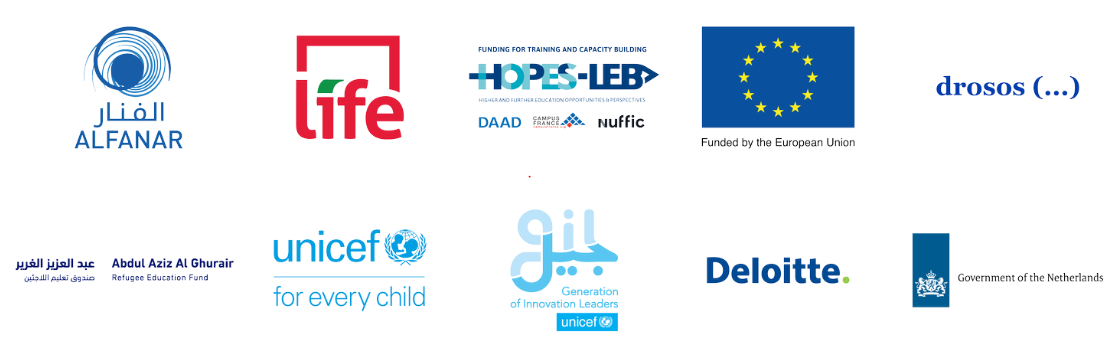 الفنار
ALFANAR
life
FUNDING FOR TRAINING AND CAPACITY BUILDING
HOPES-LEB
HIGHER AND FURTHER EDUCATION OPPORTUNITIES & PERSPECTIVES
DAAD
CAMPUS
FRANCE
nuffic
Funded by the European Union
drosos (...)
عبد العزيز الغرير
صندوق تعليم اللاجئين
Abdul Aziz Al Ghurair
Refugee Education Fund
unicef
for every child
gil
جيل
Generation
of Innovation Leaders
unicef
Deloitte.
Government of the Netherlands